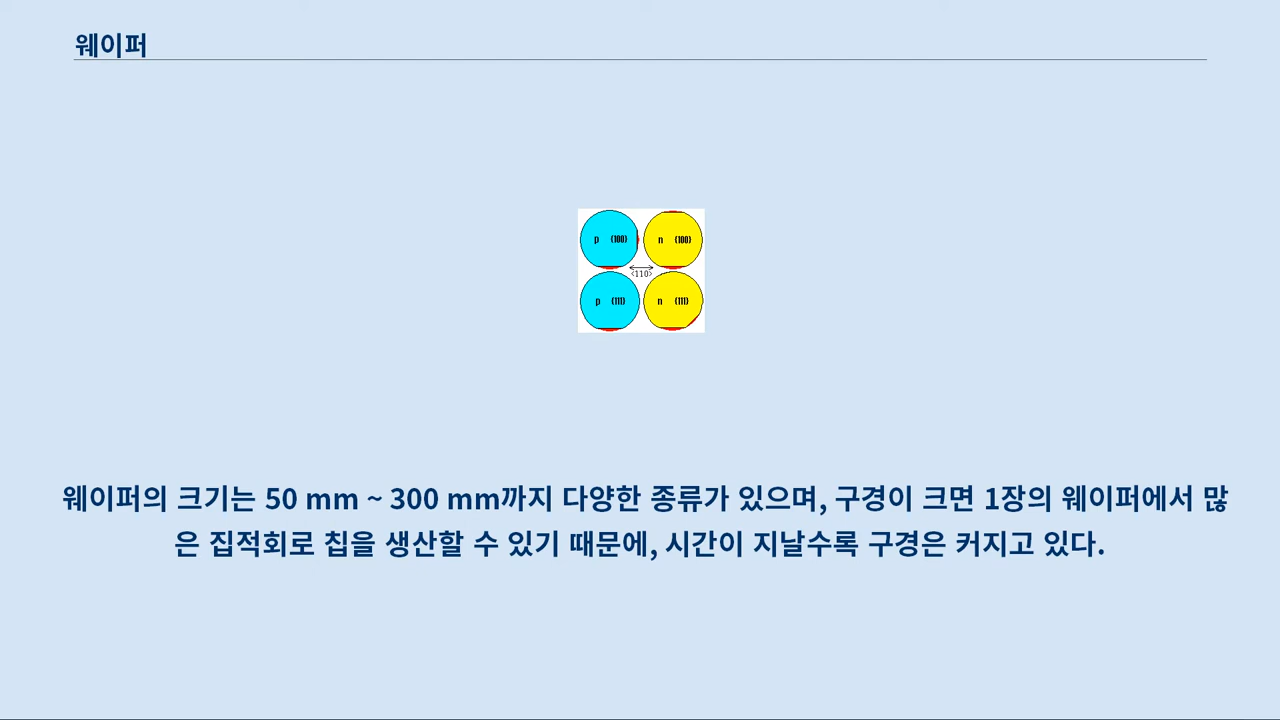 웨이퍼
p {100} n {100}
<110>
p {111} n {111}
웨이퍼의 크기는 50 mm ~ 300 mm까지 다양한 종류가 있으며, 구경이 크면 1장의 웨이퍼에서 많
은 집적회로 칩을 생산할 수 있기 때문에, 시간이 지날수록 구경은 커지고 있다.